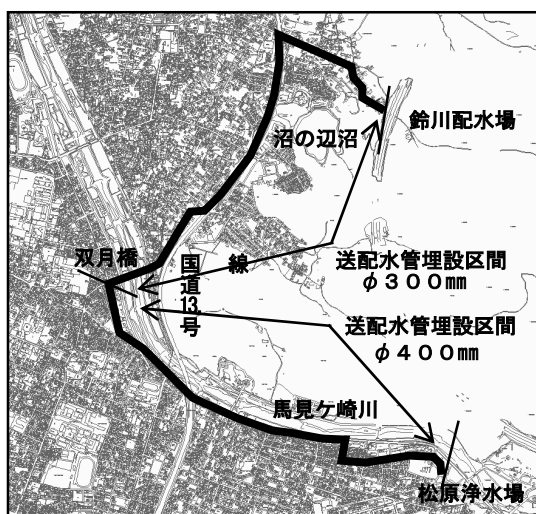 鈴川配水場
沼の辺沼
双月橋
国道13号線
送配水管埋設区間
φ３００㎜
送配水管埋設区間
φ４００㎜
馬見ケ崎川
松原浄水場